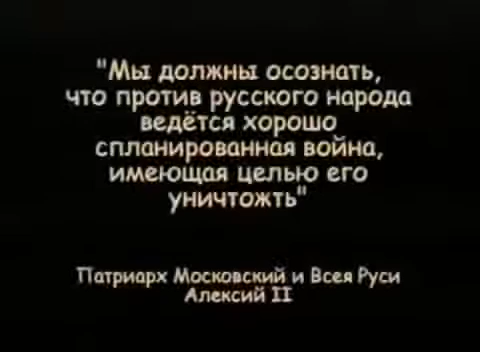 "Мы должны осознать,
что против русского народа
ведётся хорошо
спланированная война,
имеющая целью его
уничтожть"
Патриарх Московский и Всея Руси
Алексий II